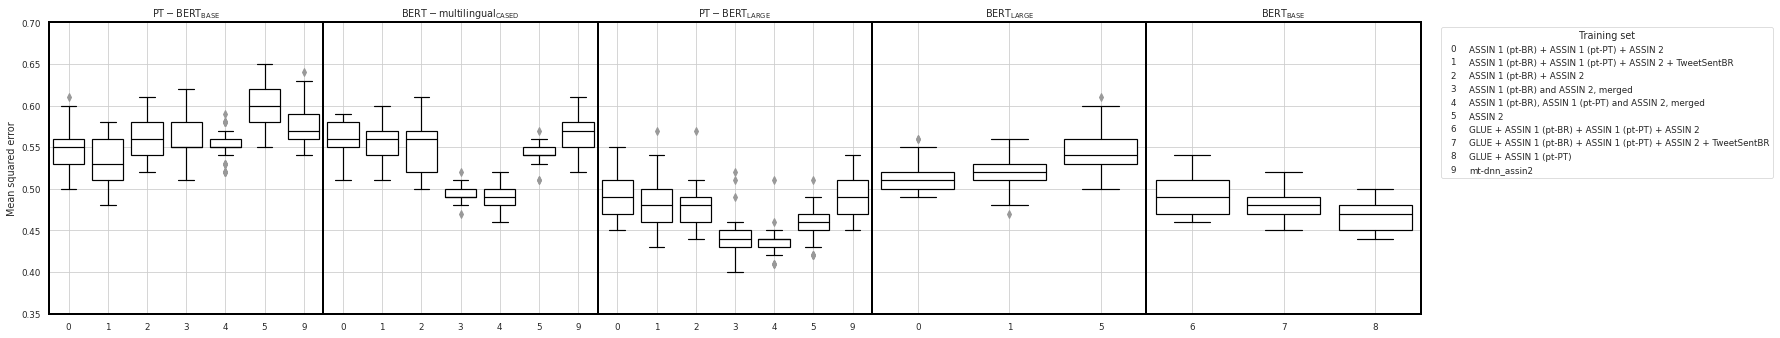 PT − BERT_BASE
BERT − multilingual_CASED
PT − BERT_LARGE
BERT_LARGE
BERT_BASE
Mean squared error
0.70
0.65
0.60
0.55
0.50
0.45
0.40
0.35
0 1 2 3 4 5 9
0 1 2 3 4 5 9
0 1 2 3 4 5 9
0 1 5
6 7 8
Training set
0 ASSIN 1 (pt-BR) + ASSIN 1 (pt-PT) + ASSIN 2
1 ASSIN 1 (pt-BR) + ASSIN 1 (pt-PT) + ASSIN 2 + TweetSentBR
2 ASSIN 1 (pt-BR) + ASSIN 2
3 ASSIN 1 (pt-BR) and ASSIN 2, merged
4 ASSIN 1 (pt-BR), ASSIN 1 (pt-PT) and ASSIN 2, merged
5 ASSIN 2
6 GLUE + ASSIN 1 (pt-BR) + ASSIN 1 (pt-PT) + ASSIN 2
7 GLUE + ASSIN 1 (pt-BR) + ASSIN 1 (pt-PT) + ASSIN 2 + TweetSentBR
8 GLUE + ASSIN 1 (pt-PT)
9 mt-dnn_assin2